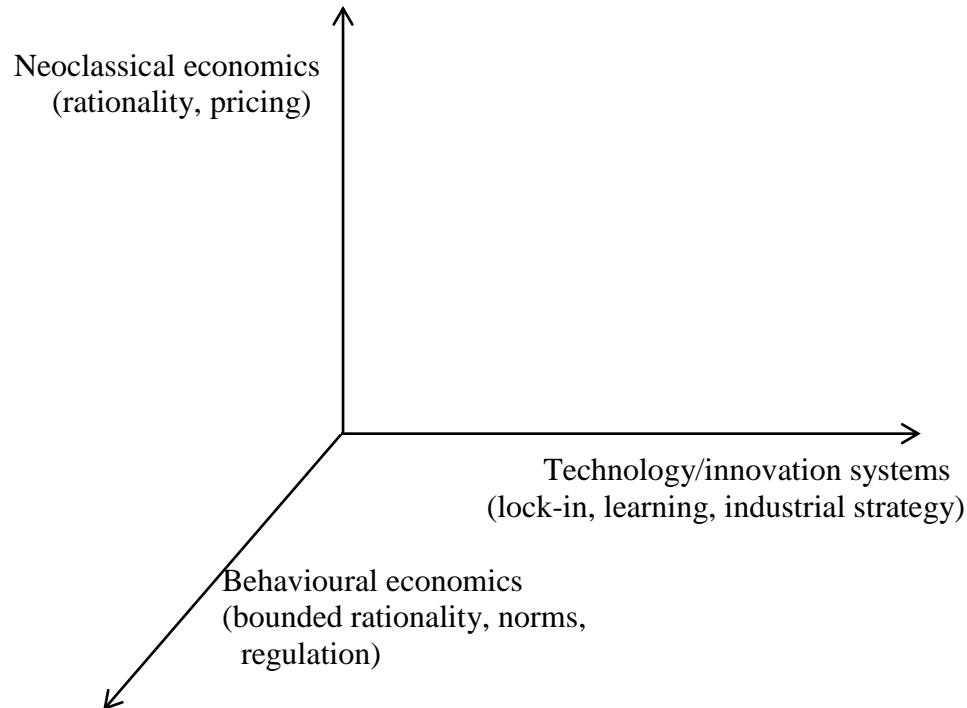 Neoclassical economics
(rationality, pricing)
Technology/innovation systems
(lock-in, learning, industrial strategy)
Behavioural economics
(bounded rationality, norms,
regulation)